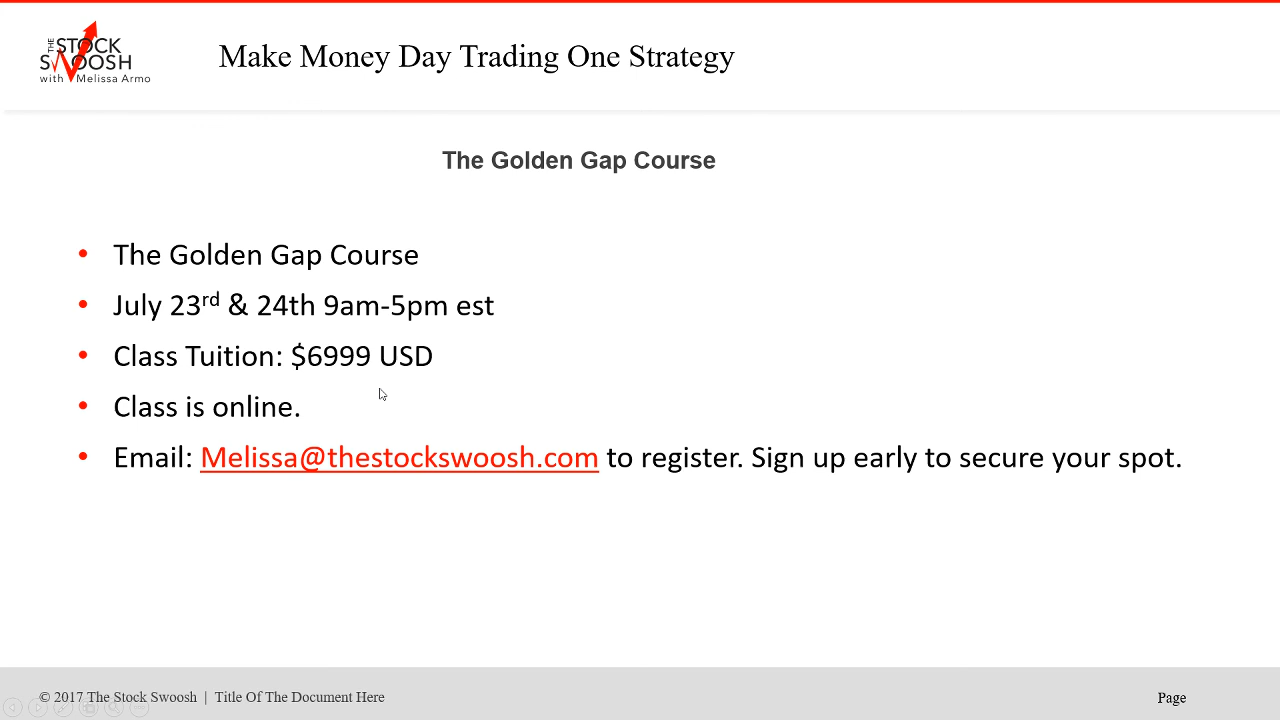 THE STOCK
SWOOSH
with Melissa Armo
Make Money Day Trading One Strategy
The Golden Gap Course
• The Golden Gap Course
• July 23rd & 24th 9am-5pm est
• Class Tuition: $6999 USD
• Class is online.
• Email: Melissa@thestockswoosh.com to register. Sign up early to secure your spot.
© 2017 The Stock Swoosh | Title Of The Document Here
Page